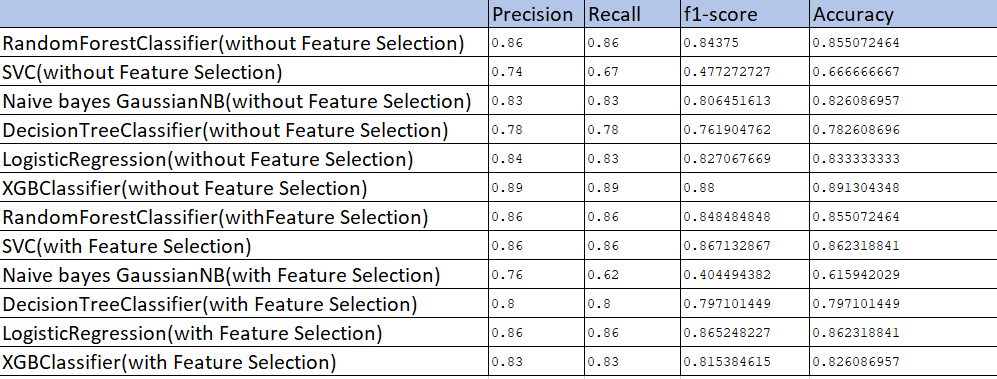 Precision Recall f1-score Accuracy
RandomForestClassifier(without Feature Selection) 0.86 0.86 0.84375 0.855072464
SVC(without Feature Selection) 0.74 0.67 0.477272727 0.666666667
Naive bayes GaussianNB(without Feature Selection) 0.83 0.83 0.806451613 0.826086957
DecisionTreeClassifier(without Feature Selection) 0.78 0.78 0.761904762 0.782608696
LogisticRegression(without Feature Selection) 0.84 0.83 0.827067669 0.833333333
XGBClassifier(without Feature Selection) 0.89 0.89 0.88 0.891304348
RandomForestClassifier(withFeature Selection) 0.86 0.86 0.848484848 0.855072464
SVC(with Feature Selection) 0.86 0.86 0.867132867 0.862318841
Naive bayes GaussianNB(with Feature Selection) 0.76 0.62 0.404494382 0.615942029
DecisionTreeClassifier(with Feature Selection) 0.8 0.8 0.797101449 0.797101449
LogisticRegression(with Feature Selection) 0.86 0.86 0.865248227 0.862318841
XGBClassifier(with Feature Selection) 0.83 0.83 0.815384615 0.826086957